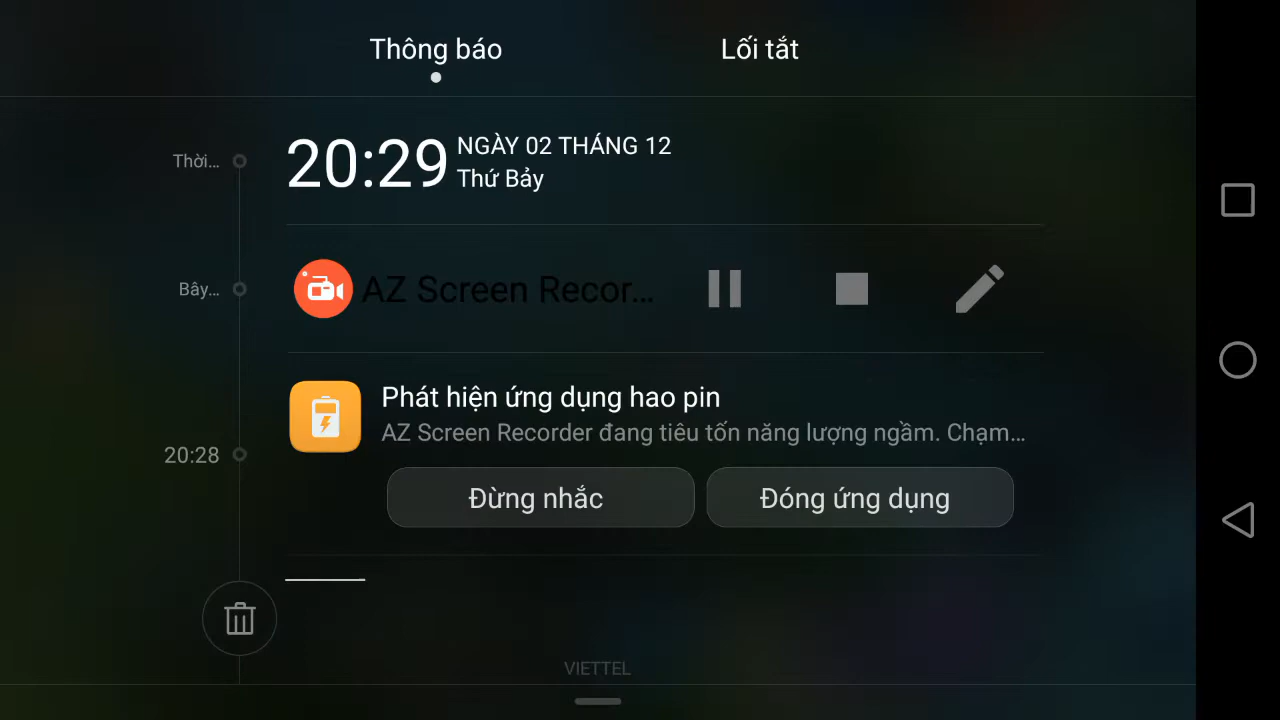 Thông báo
Lối tắt
Thời...
20:29
NGÀY 02 THÁNG 12
Thứ Bảy
Bây...
AZ Screen Recor...
Phát hiện ứng dụng hao pin
AZ Screen Recorder đang tiêu tốn năng lượng ngầm. Chạm...
20:28
Đừng nhắc
Đóng ứng dụng
VIETTEL